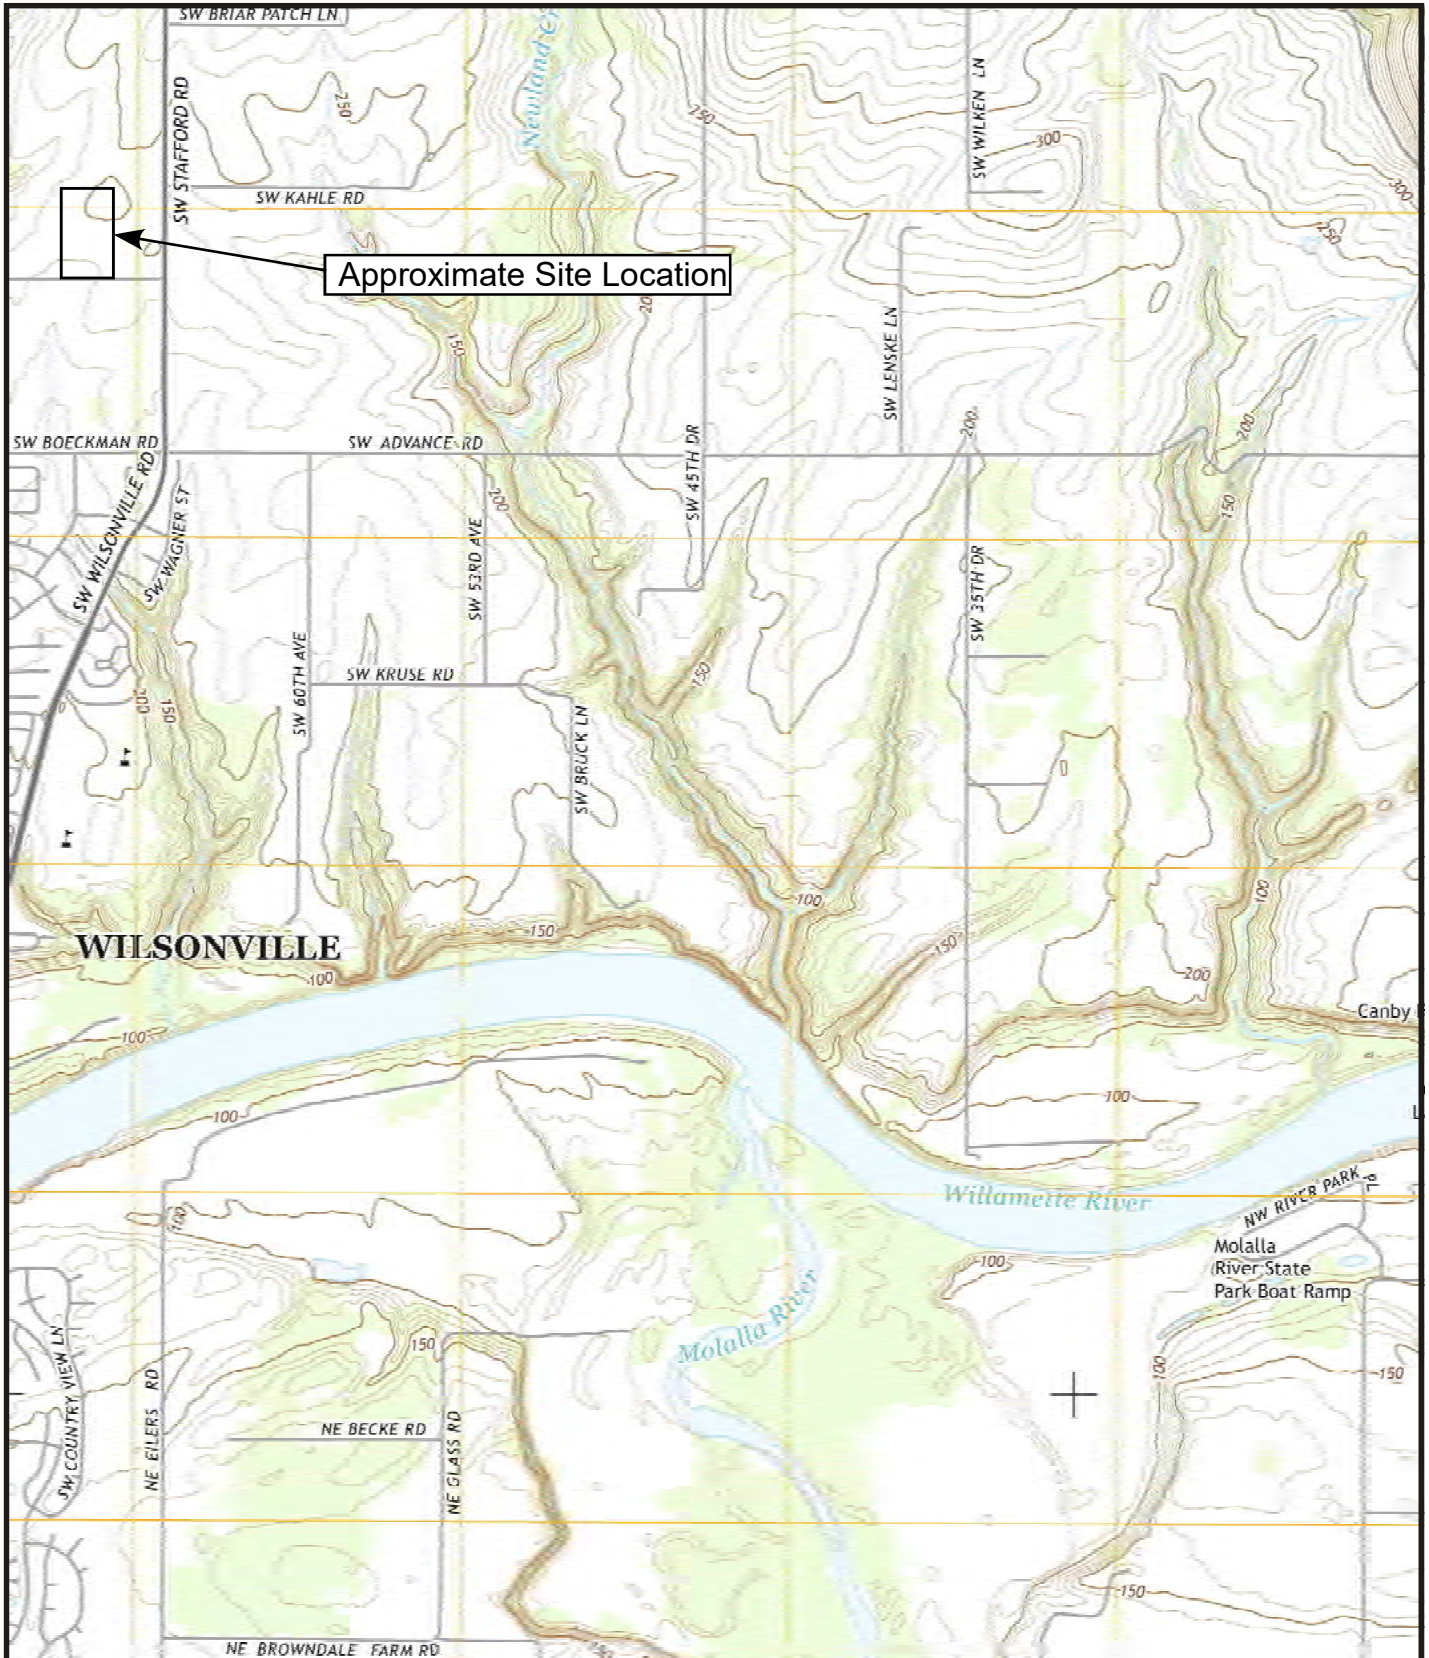 SW BRIAR PATCH LN
SW STAFFORD RD
250
Newland Cr
250
SW WILKEN LN
300
300
250
SW KAHLE RD
Approximate Site Location
20
150
SW LENSKE LN
200
200
SW BOECKMAN RD
SW ADVANCE RD
SW 45TH DR
SW WILSONVILLE RD
SW WAGNER ST
200
SW 53RD AVE
150
SW 35TH DR
SW 60TH AVE
SW KRUSE RD
150
200
150
SW BRUCK LN
100
100
150
150
200
WILSONVILLE
100
Canby
100
100
100
L
Willamette River
NW RIVER PARK PL
100
100
Molalla
River State
Park Boat Ramp
Molalla River
150
SW COUNTRY VIEW LN
NE EILERS RD
100
150
NE BECKE RD
NE GLASS RD
150
NE BROWNDALE FARM RD
150